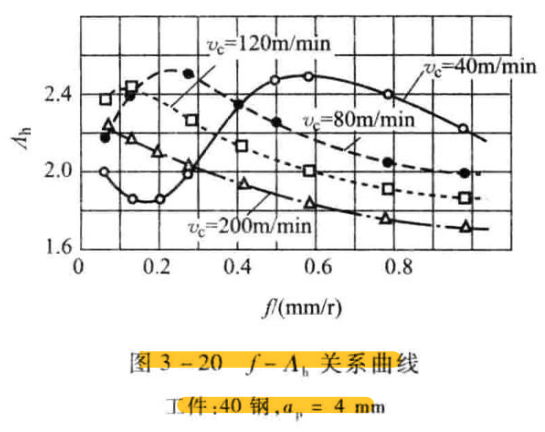 v_c=120m/min
v_c=40m/min
2.4
v_c=80m/min
Λ_h
2.0
v_c=200m/min
1.6
0 0.2 0.4 0.6 0.8
f/(mm/r)
图 3-20 f-Λ_h 关系曲线
工件:40 钢,a_p = 4 mm